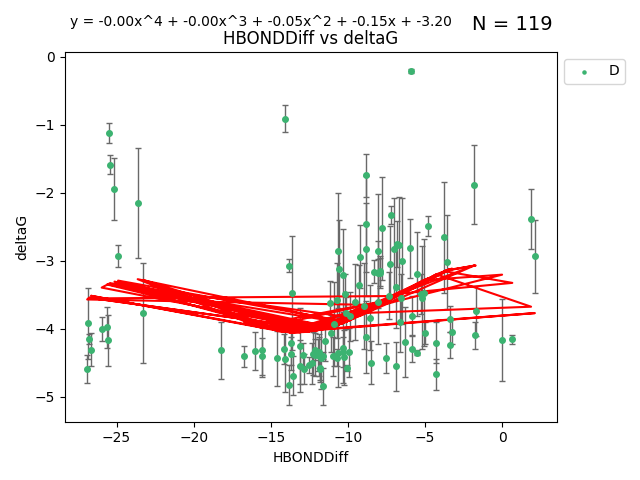 y = -0.00x^4 + -0.00x^3 + -0.05x^2 + -0.15x + -3.20
N = 119
HBONDDiff vs deltaG
D
0
−1
−2
−3
−4
−5
deltaG
−25
−20
−15
−10
−5
0
HBONDDiff